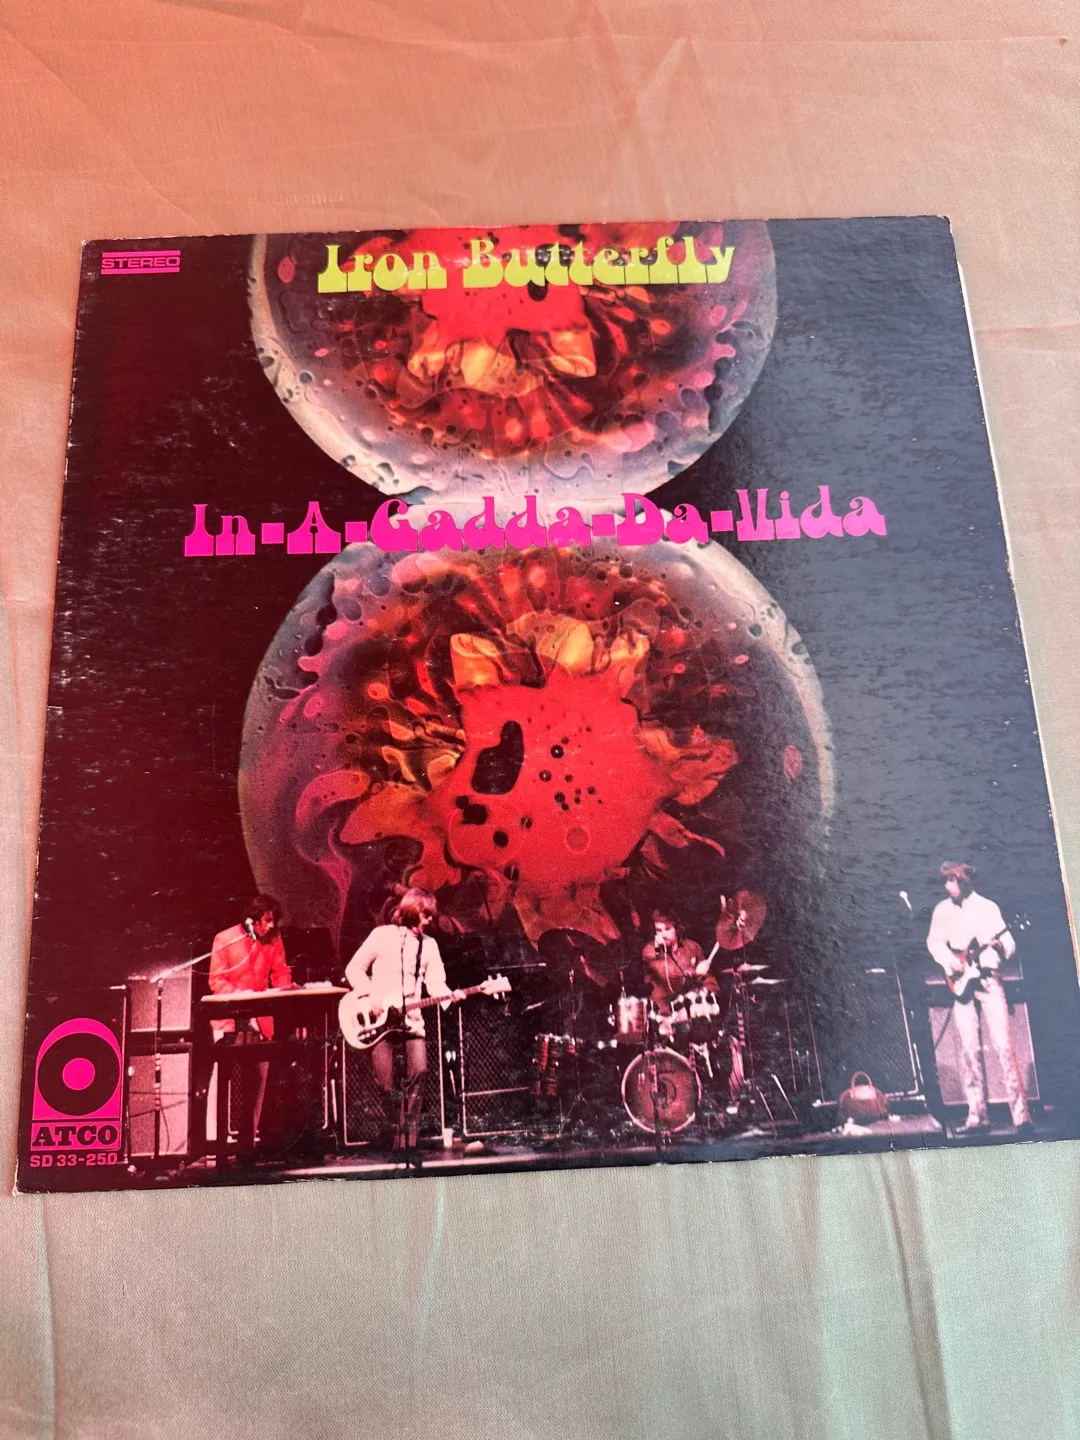 STEREO
Iron Butterfly
In-A-Gadda-Da-Vida
ATCO
SD 33-250